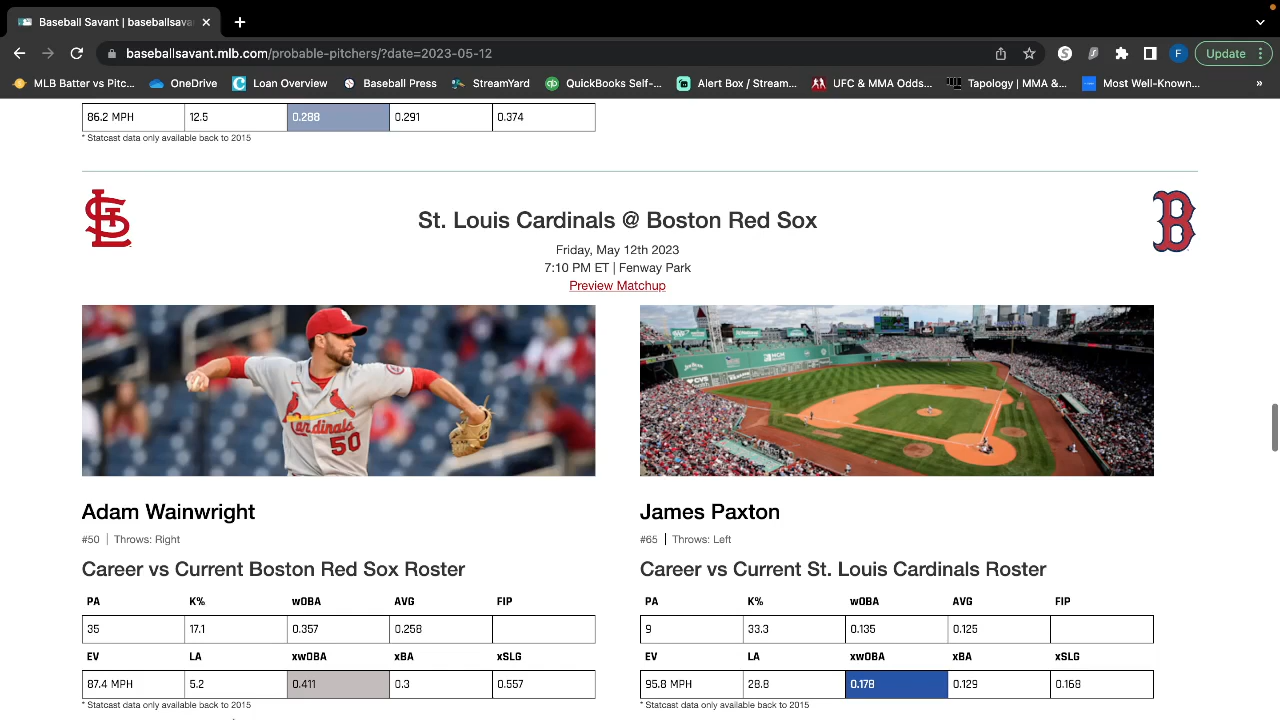 Baseball Savant | baseballsava
baseballsavant.mlb.com/probable-pitchers/?date=2023-05-12
F
Update
MLB Batter vs Pitc...
OneDrive
Loan Overview
Baseball Press
StreamYard
QuickBooks Self-...
Alert Box / Stream...
UFC & MMA Odds...
Tapology | MMA &...
Most Well-Known...
»
86.2 MPH 12.5 0.288 0.291 0.374
* Statcast data only available back to 2015
St. Louis Cardinals @ Boston Red Sox
Friday, May 12th 2023
7:10 PM ET | Fenway Park
Preview Matchup
Cardinals
50
Adam Wainwright
#50 | Throws: Right
Career vs Current Boston Red Sox Roster
PA K% wOBA AVG FIP
35 17.1 0.357 0.258
EV LA xwOBA xBA xSLG
87.4 MPH 5.2 0.411 0.3 0.557
* Statcast data only available back to 2015
James Paxton
#65 | Throws: Left
Career vs Current St. Louis Cardinals Roster
PA K% wOBA AVG FIP
9 33.3 0.135 0.125
EV LA xwOBA xBA xSLG
95.8 MPH 28.8 0.178 0.129 0.168
* Statcast data only available back to 2015